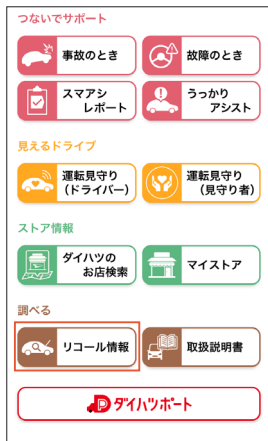 つないでサポート
事故のとき
故障のとき
スマアシ
レポート
うっかり
アシスト
見えるドライブ
運転見守り
（ドライバー）
運転見守り
（見守り者）
ストア情報
ダイハツの
お店検索
マイストア
調べる
リコール情報
取扱説明書
ダイハツポート